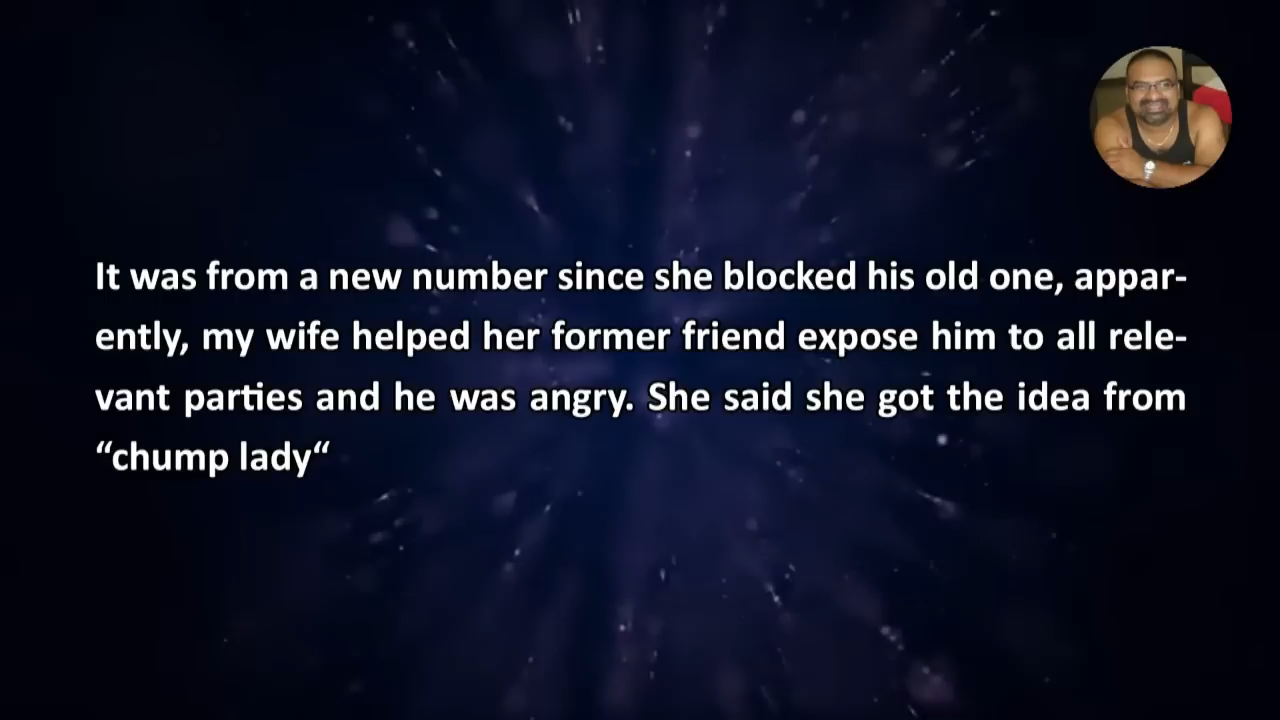 It was from a new number since she blocked his old one, appar-
ently, my wife helped her former friend expose him to all rele-
vant parties and he was angry. She said she got the idea from
“chump lady“